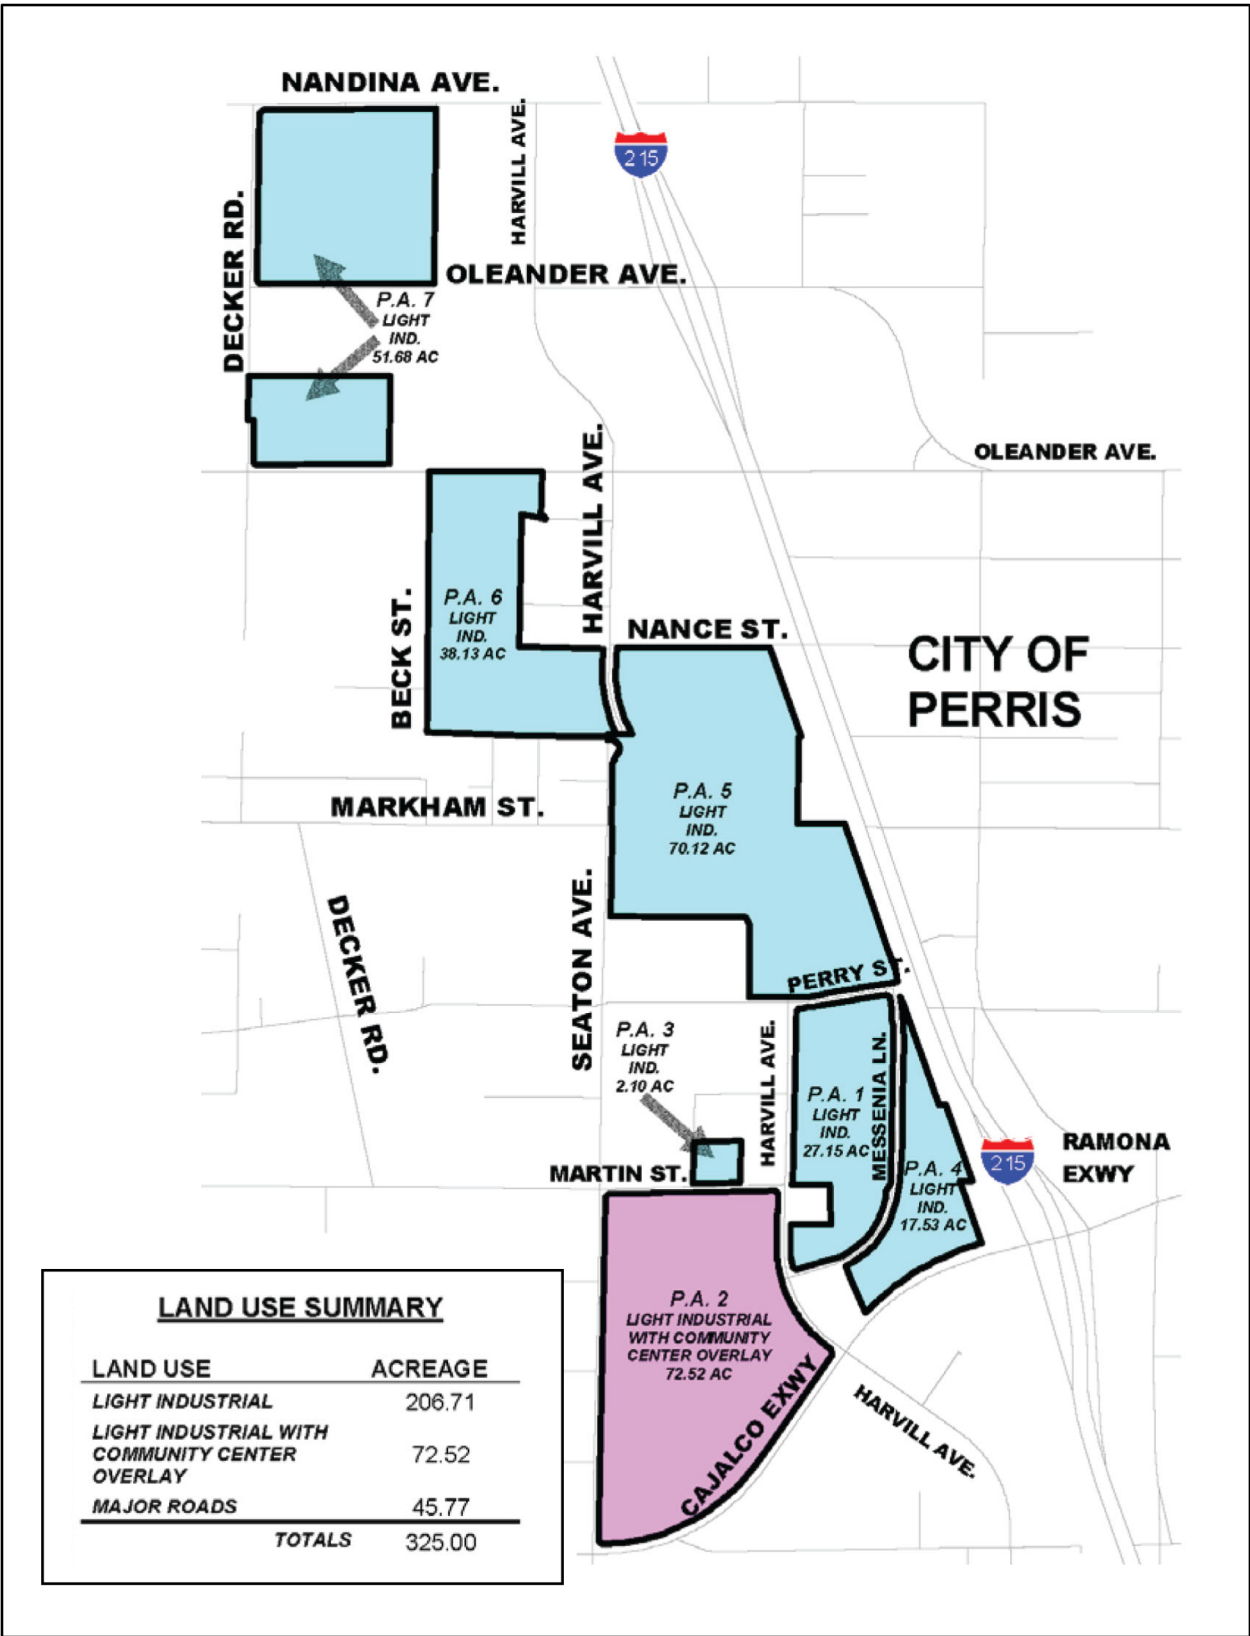 NANDINA AVE.
HARVILL AVE.
215
DECKER RD.
OLEANDER AVE.
P.A. 7
LIGHT
IND.
51.68 AC
HARVILL AVE.
OLEANDER AVE.
BECK ST.
P.A. 6
LIGHT
IND.
38.13 AC
NANCE ST.
CITY OF
PERRIS
MARKHAM ST.
P.A. 5
LIGHT
IND.
70.12 AC
DECKER RD.
SEATON AVE.
PERRY ST.
P.A. 3
LIGHT
IND.
2.10 AC
HARVILL AVE.
P.A. 1
LIGHT
IND.
27.15 AC
MESSENIA LN.
P.A. 4
LIGHT
IND.
17.53 AC
215
RAMONA
EXWY
MARTIN ST.
P.A. 2
LIGHT INDUSTRIAL
WITH COMMUNITY
CENTER OVERLAY
72.52 AC
CAJALCO EXWY
HARVILL AVE.
LAND USE SUMMARY
LAND USE ACREAGE
LIGHT INDUSTRIAL 206.71
LIGHT INDUSTRIAL WITH
COMMUNITY CENTER 72.52
OVERLAY
MAJOR ROADS 45.77
TOTALS 325.00